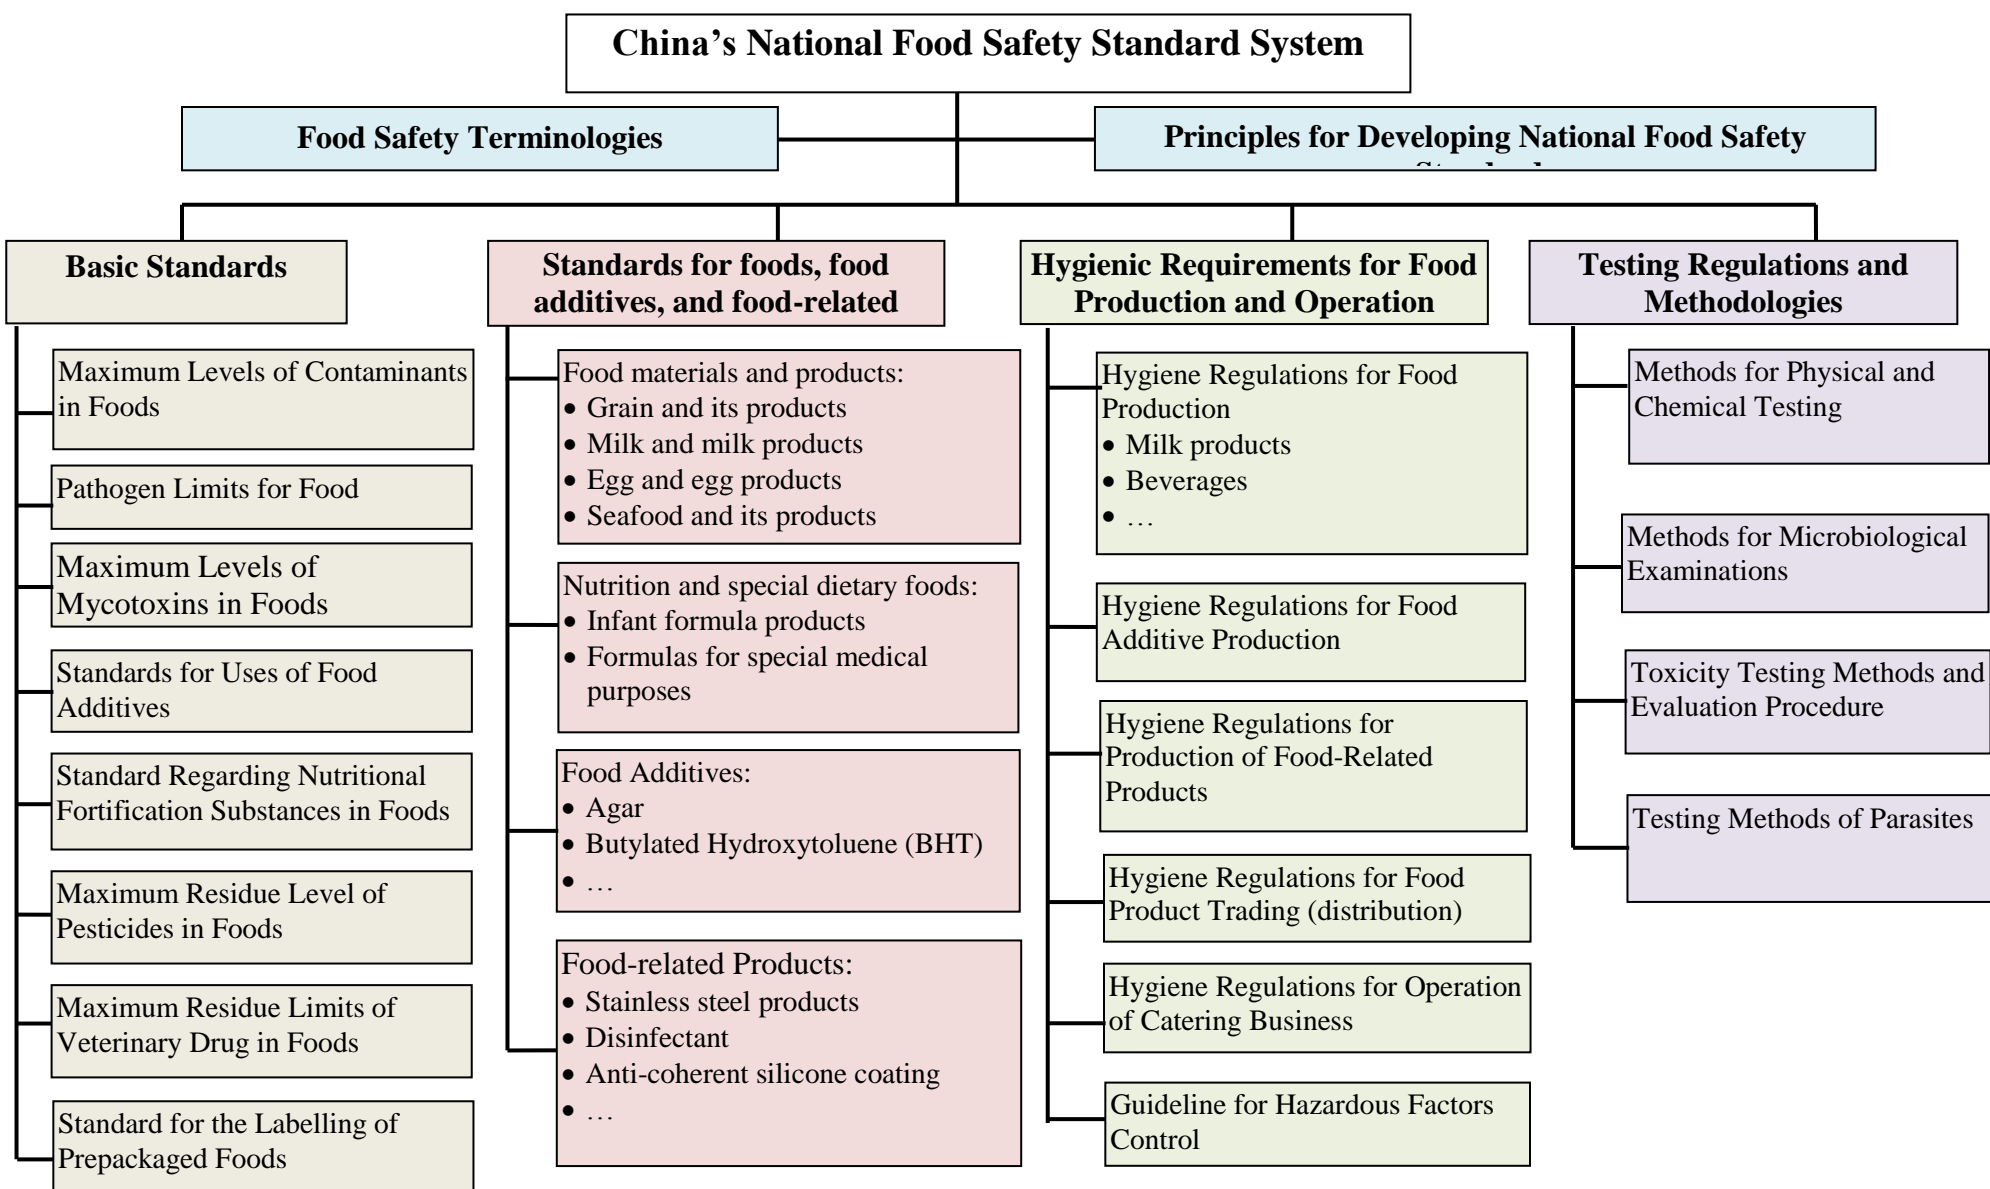 China's National Food Safety Standard System
Food Safety Terminologies
Principles for Developing National Food Safety
Basic Standards
Maximum Levels of Contaminants
in Foods
Pathogen Limits for Food
Maximum Levels of
Mycotoxins in Foods
Standards for Uses of Food
Additives
Standard Regarding Nutritional
Fortification Substances in Foods
Maximum Residue Level of
Pesticides in Foods
Maximum Residue Limits of
Veterinary Drug in Foods
Standard for the Labelling of
Prepackaged Foods
Standards for foods, food
additives, and food-related
Food materials and products:
• Grain and its products
• Milk and milk products
• Egg and egg products
• Seafood and its products
Nutrition and special dietary foods:
• Infant formula products
• Formulas for special medical
purposes
Food Additives:
• Agar
• Butylated Hydroxytoluene (BHT)
• …
Food-related Products:
• Stainless steel products
• Disinfectant
• Anti-coherent silicone coating
• …
Hygienic Requirements for Food
Production and Operation
Hygiene Regulations for Food
Production
• Milk products
• Beverages
• …
Hygiene Regulations for Food
Additive Production
Hygiene Regulations for
Production of Food-Related
Products
Hygiene Regulations for Food
Product Trading (distribution)
Hygiene Regulations for Operation
of Catering Business
Guideline for Hazardous Factors
Control
Testing Regulations and
Methodologies
Methods for Physical and
Chemical Testing
Methods for Microbiological
Examinations
Toxicity Testing Methods and
Evaluation Procedure
Testing Methods of Parasites